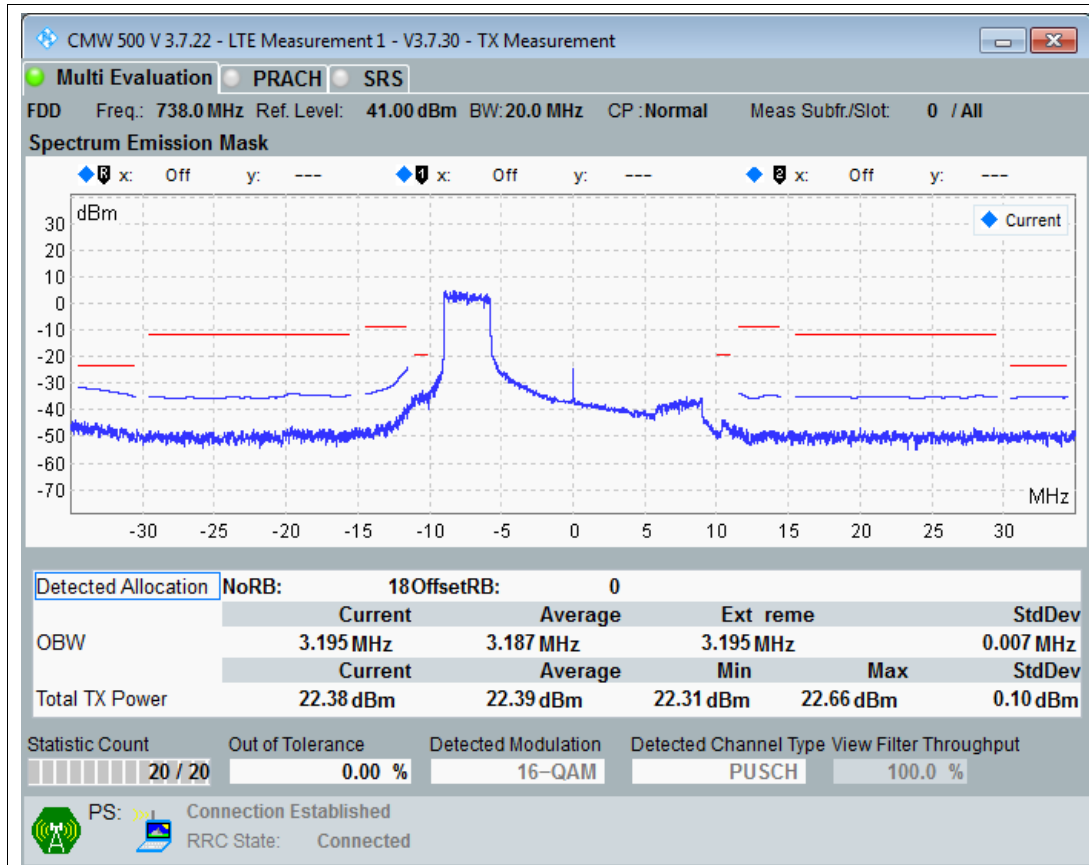 CMW 500 V 3.7.22 - LTE Measurement 1 - V3.7.30 - TX Measurement
Multi Evaluation PRACH SRS
FDD Freq.: 738.0 MHz Ref. Level: 41.00 dBm BW: 20.0 MHz CP : Normal Meas Subfr./Slot: 0 / All
Spectrum Emission Mask
R x: Off y: --- 1 x: Off y: --- 2 x: Off y: ---
dBm
Current
30
20
10
0
-10
-20
-30
-40
-50
-60
-70
MHz
-30 -25 -20 -15 -10 -5 0 5 10 15 20 25 30
Detected Allocation NoRB: 18 OffsetRB: 0
Current Average Ext reme StdDev
OBW 3.195 MHz 3.187 MHz 3.195 MHz 0.007 MHz
Current Average Min Max StdDev
Total TX Power 22.38 dBm 22.39 dBm 22.31 dBm 22.66 dBm 0.10 dBm
Statistic Count Out of Tolerance Detected Modulation Detected Channel Type View Filter Throughput
20 / 20 0.00 % 16-QAM PUSCH 100.0 %
PS: Connection Established
RRC State: Connected